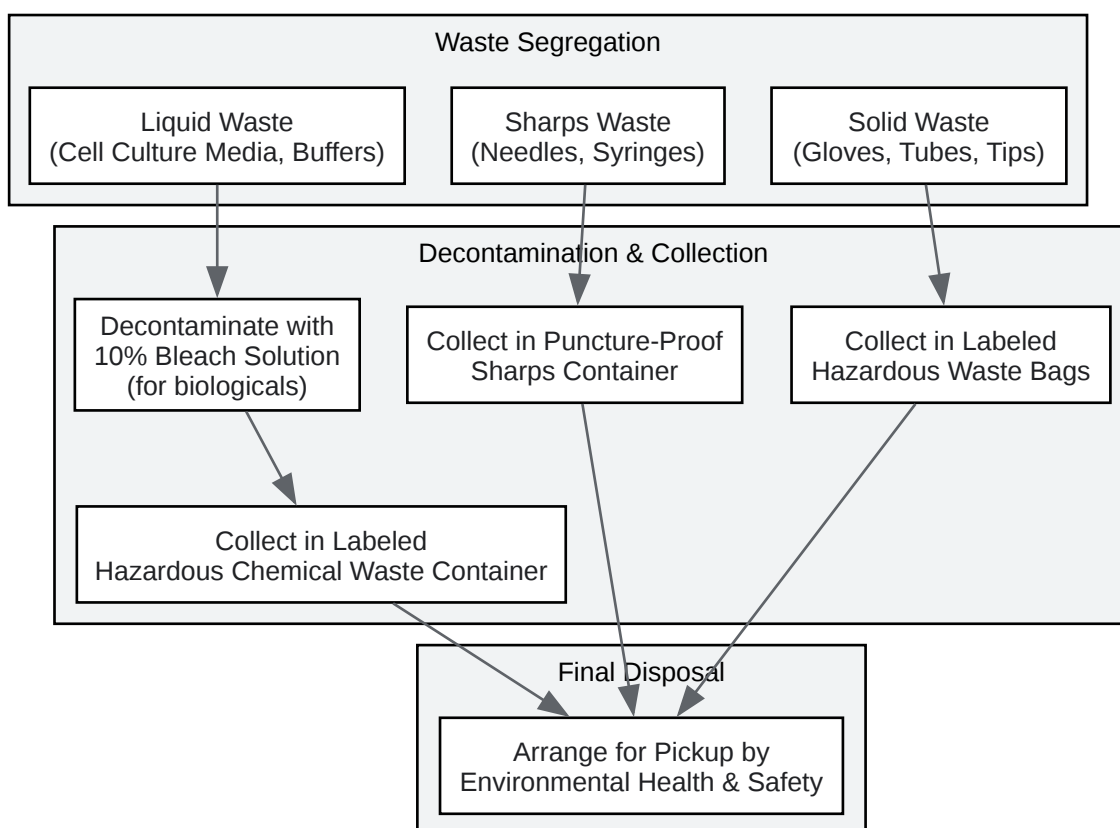 Waste Segregation
Liquid Waste
(Cell Culture Media, Buffers)
Sharps Waste
(Needles, Syringes)
Solid Waste
(Gloves, Tubes, Tips)
Decontamination & Collection
Decontaminate with
10% Bleach Solution
(for biologicals)
Collect in Puncture-Proof
Sharps Container
Collect in Labeled
Hazardous Waste Bags
Collect in Labeled
Hazardous Chemical Waste Container
Final Disposal
Arrange for Pickup by
Environmental Health & Safety